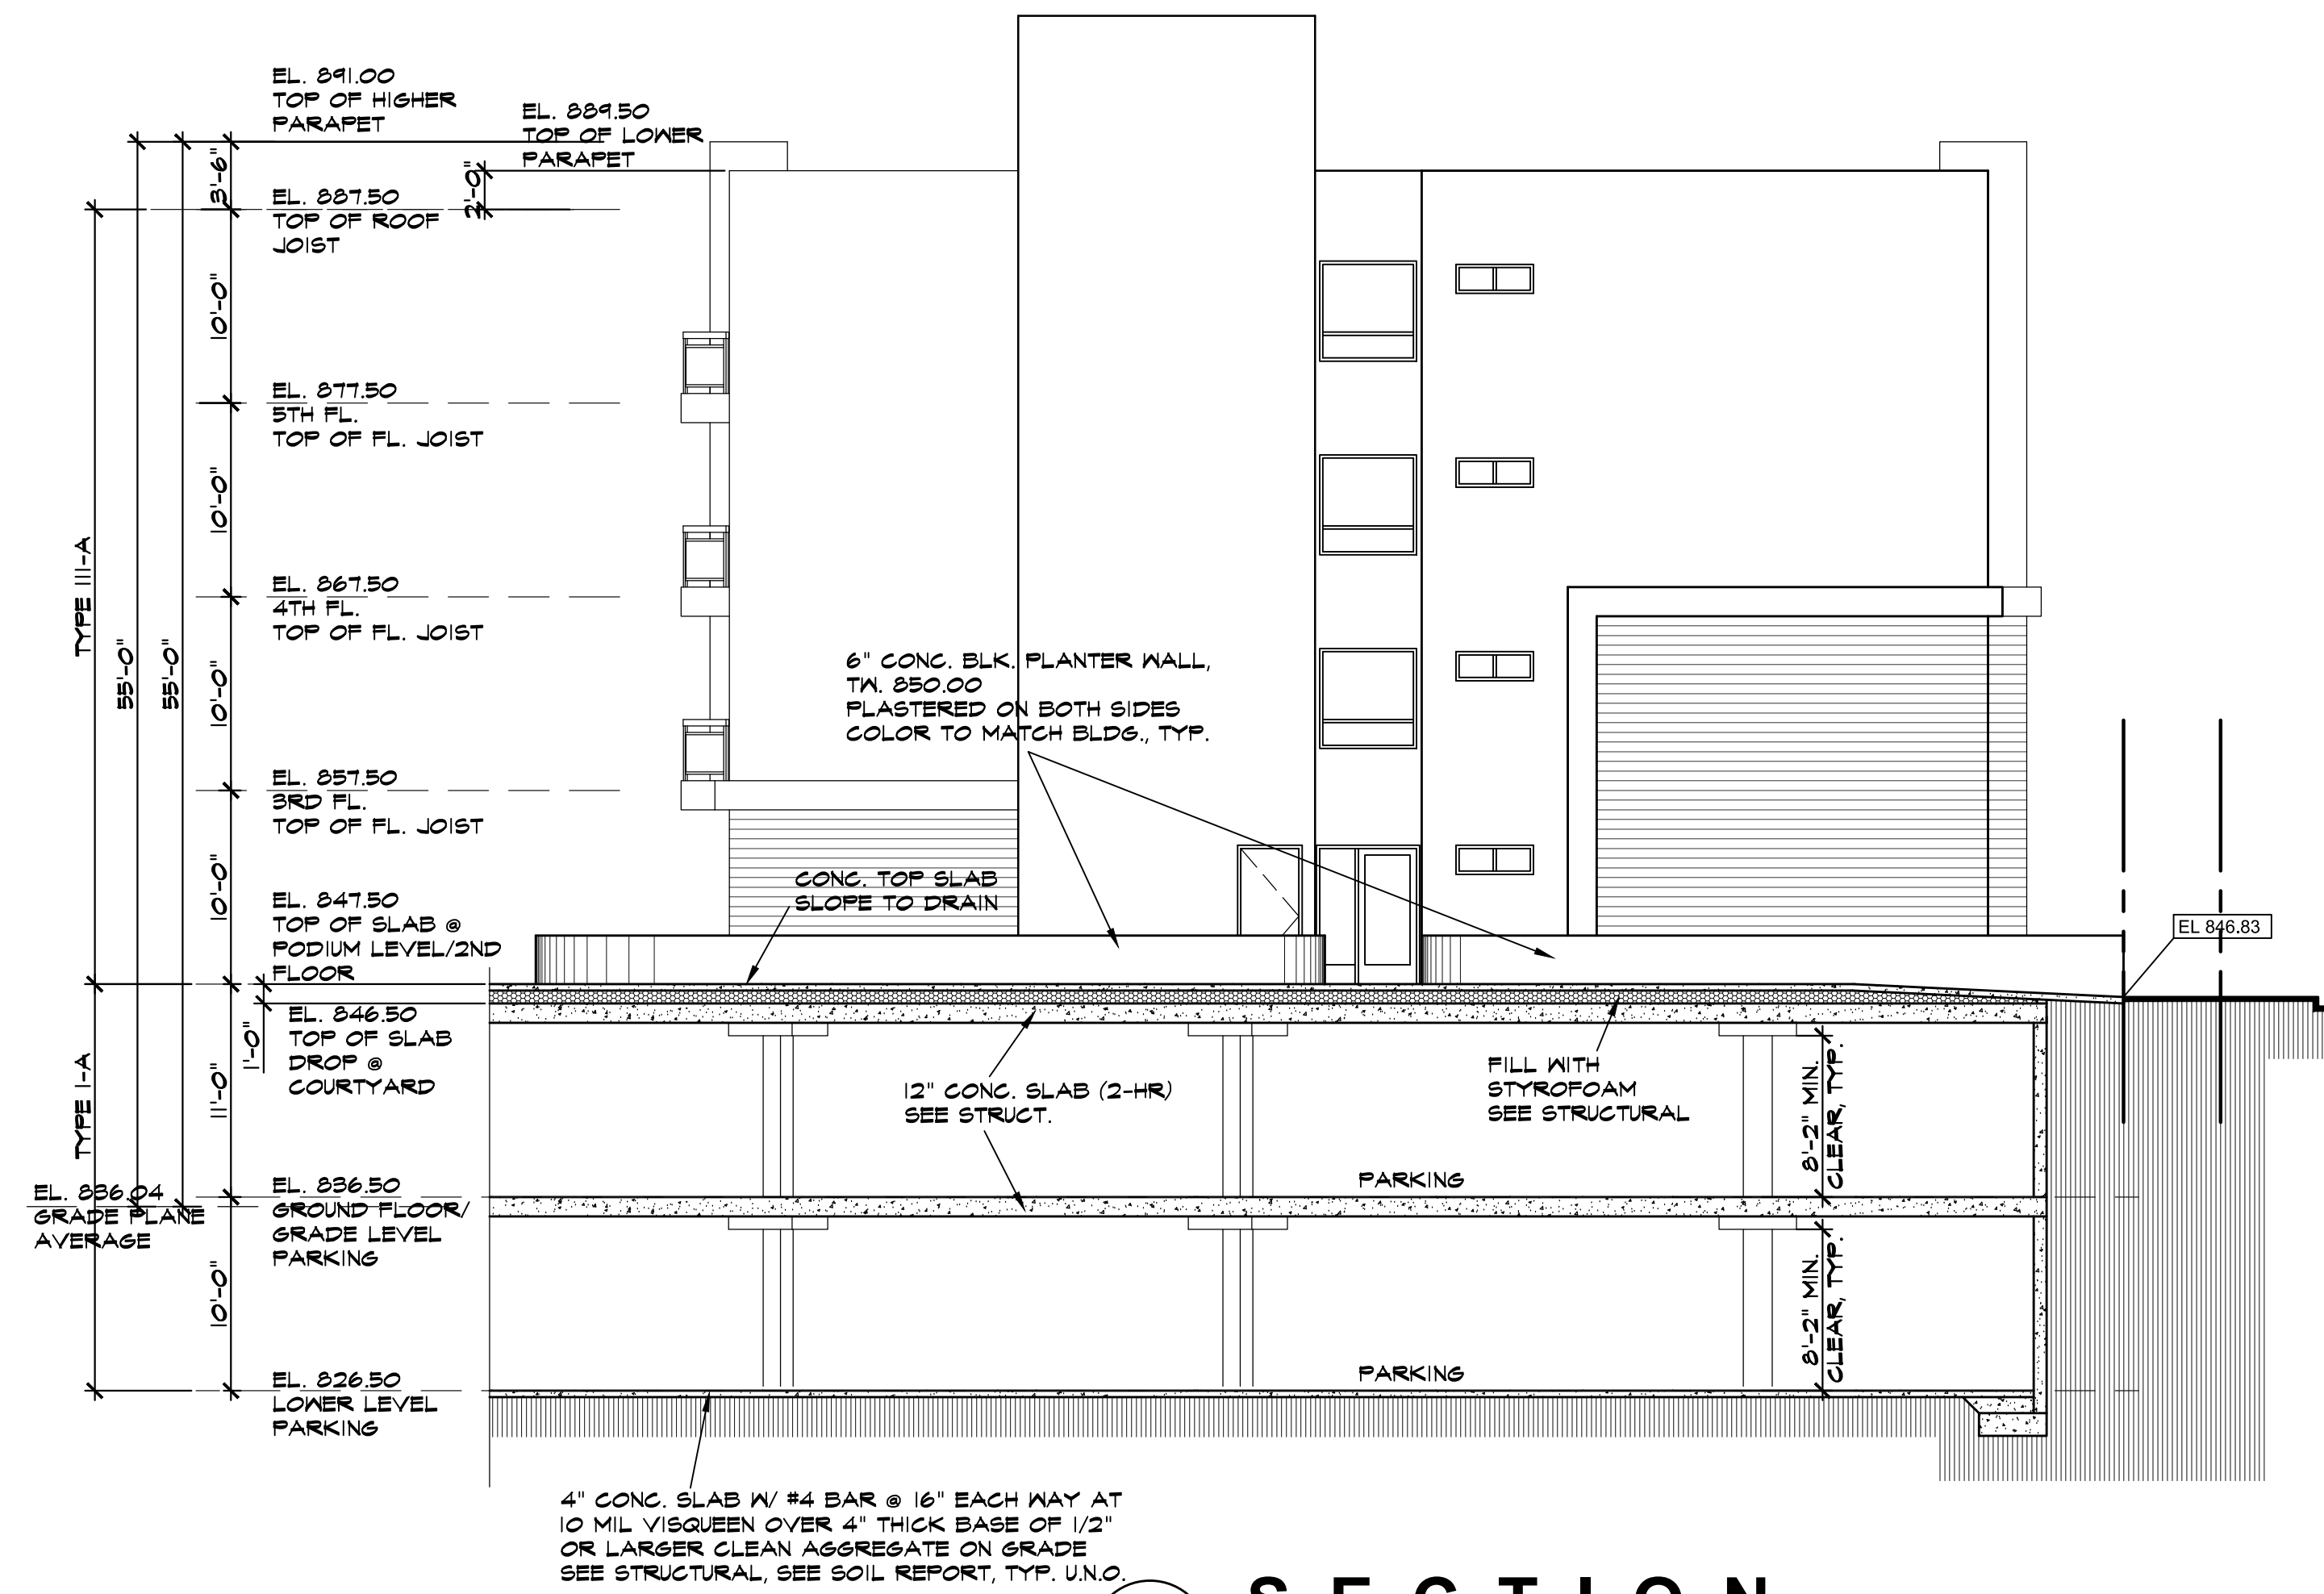 EL. 891.00
TOP OF HIGHER
PARAPET
EL. 889.50
TOP OF LOWER
PARAPET
3'-6"
2'-0"
EL. 887.50
TOP OF ROOF
JOIST
10'-0"
EL. 877.50
5TH FL.
TOP OF FL. JOIST
10'-0"
EL. 867.50
4TH FL.
TOP OF FL. JOIST
TYPE III-A
55'-0"
55'-0"
10'-0"
6" CONC. BLK. PLANTER WALL,
TW. 850.00
PLASTERED ON BOTH SIDES
COLOR TO MATCH BLDG., TYP.
EL. 857.50
3RD FL.
TOP OF FL. JOIST
10'-0"
CONC. TOP SLAB
SLOPE TO DRAIN
EL. 847.50
TOP OF SLAB @
PODIUM LEVEL/2ND
FLOOR
EL 846.83
EL. 846.50
TOP OF SLAB
DROP @
COURTYARD
1'-0"
11'-0"
TYPE I-A
12" CONC. SLAB (2-HR)
SEE STRUCT.
FILL WITH
STYROFOAM
SEE STRUCTURAL
8'-2" MIN.
CLEAR, TYP.
PARKING
EL. 836.04
GRADE PLANE
AVERAGE
EL. 836.50
GROUND FLOOR/
GRADE LEVEL
PARKING
10'-0"
8'-2" MIN.
CLEAR, TYP.
PARKING
EL. 826.50
LOWER LEVEL
PARKING
4" CONC. SLAB W/ #4 BAR @ 16" EACH WAY AT
10 MIL VISQUEEN OVER 4" THICK BASE OF 1/2"
OR LARGER CLEAN AGGREGATE ON GRADE
SEE STRUCTURAL, SEE SOIL REPORT, TYP. U.N.O.
SECTION